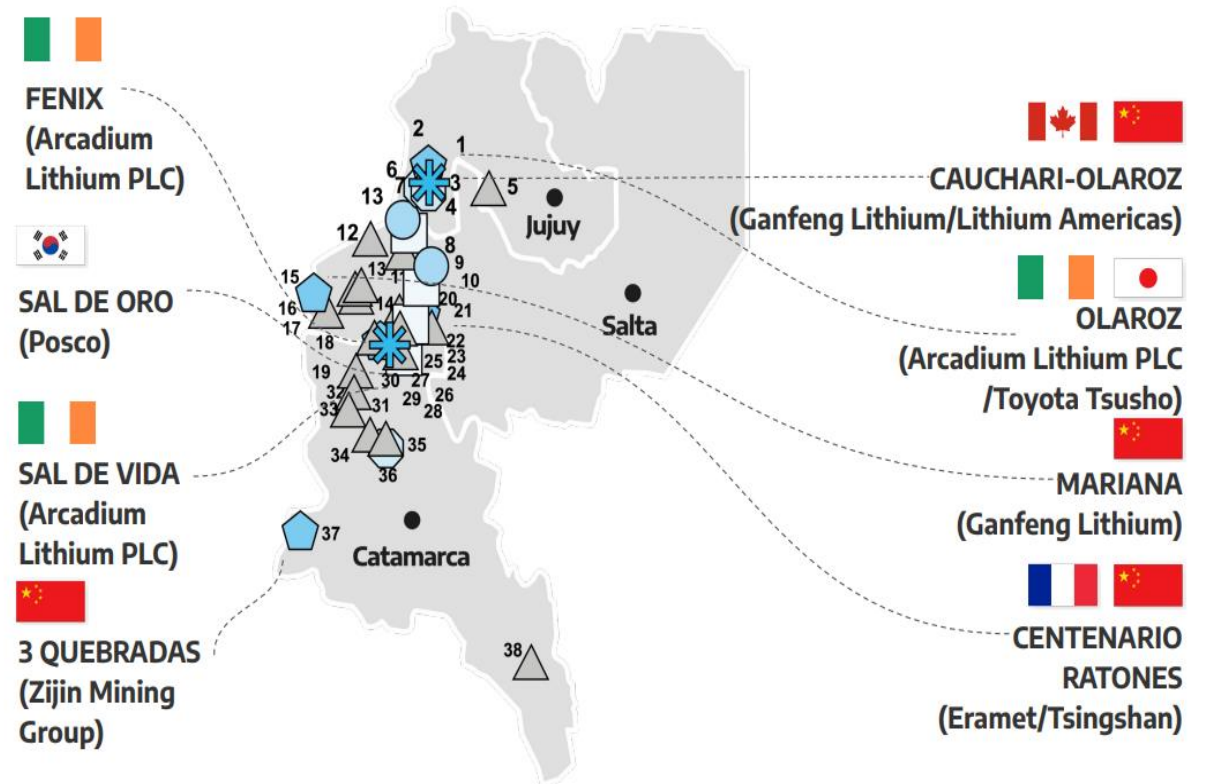 FENIX
(Arcadium
Lithium PLC)
SAL DE ORO
(Posco)
SAL DE VIDA
(Arcadium
Lithium PLC)
3 QUEBRADAS
(Zijin Mining
Group)
2
1
6
7
3
5
4
13
12
8
9
13
11
10
15
14
20
21
16
17
18
22
25
23
19
30
27
24
32
29
26
33
31
28
34
35
36
37
38
Jujuy
Salta
Catamarca
CAUCHARI-OLAROZ
(Ganfeng Lithium/Lithium Americas)
OLAROZ
(Arcadium Lithium PLC
/Toyota Tsusho)
MARIANA
(Ganfeng Lithium)
CENTENARIO
RATONES
(Eramet/Tsingshan)